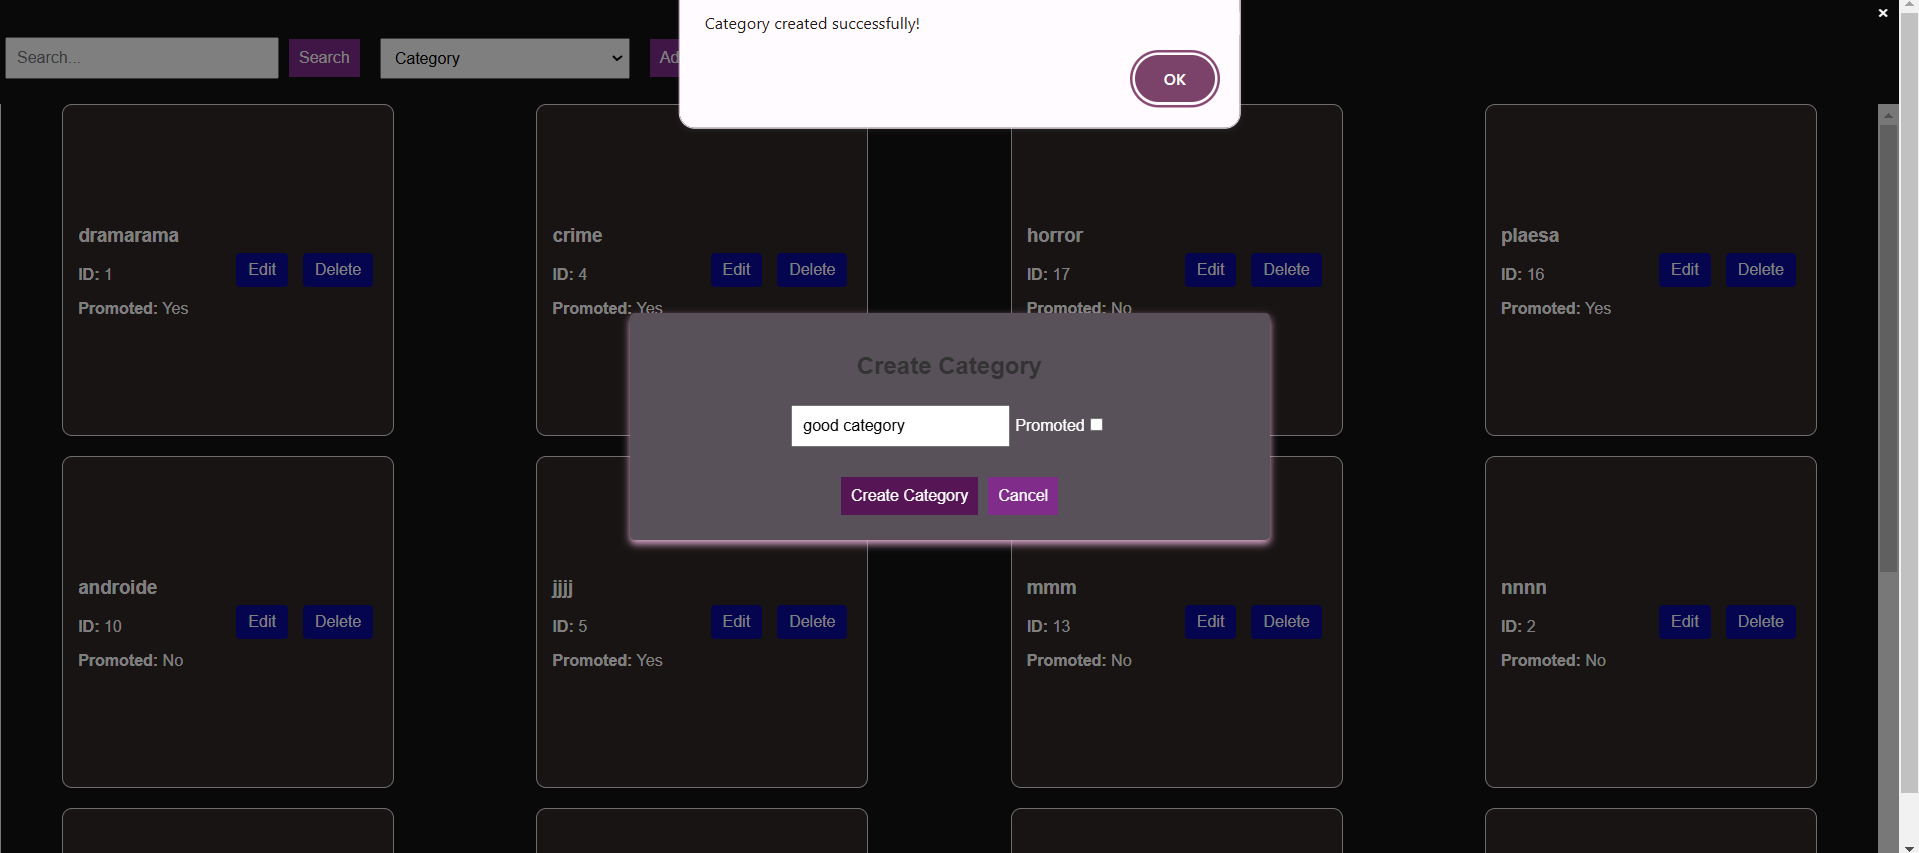 Category created successfully!
OK
×
Search...
Search
Category
Ad
dramarama
ID: 1
Promoted: Yes
Edit
Delete
crime
ID: 4
Promoted: Yes
Edit
Delete
horror
ID: 17
Promoted: No
Edit
Delete
plaesa
ID: 16
Promoted: Yes
Edit
Delete
Create Category
good category
Promoted
Create Category
Cancel
androide
ID: 10
Promoted: No
Edit
Delete
jjjj
ID: 5
Promoted: Yes
Edit
Delete
mmm
ID: 13
Promoted: No
Edit
Delete
nnnn
ID: 2
Promoted: No
Edit
Delete